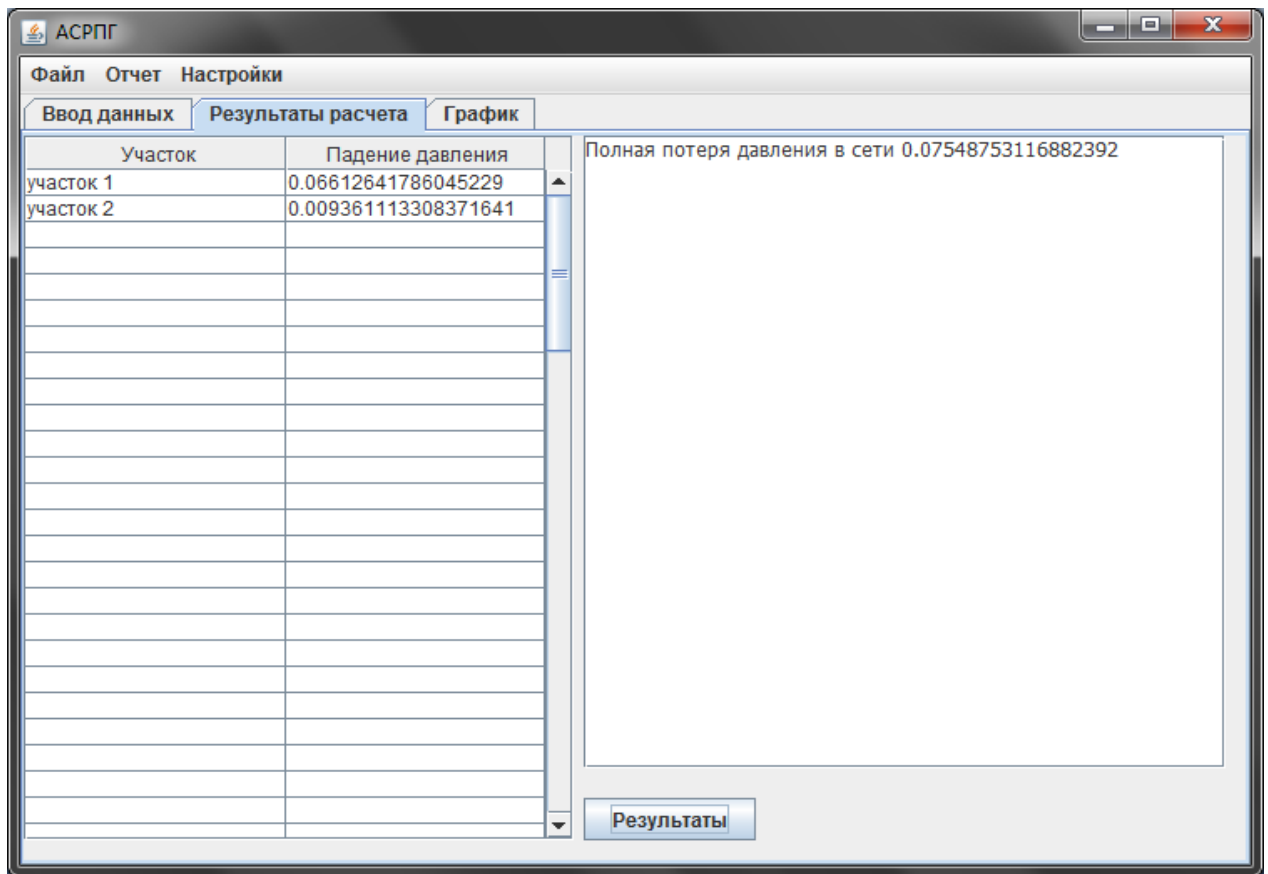 АСРПГ
Файл Отчет Настройки
Ввод данных Результаты расчета График
Участок Падение давления
участок 1 0.06612641786045229
участок 2 0.009361113308371641
Полная потеря давления в сети 0.07548753116882392
Результаты